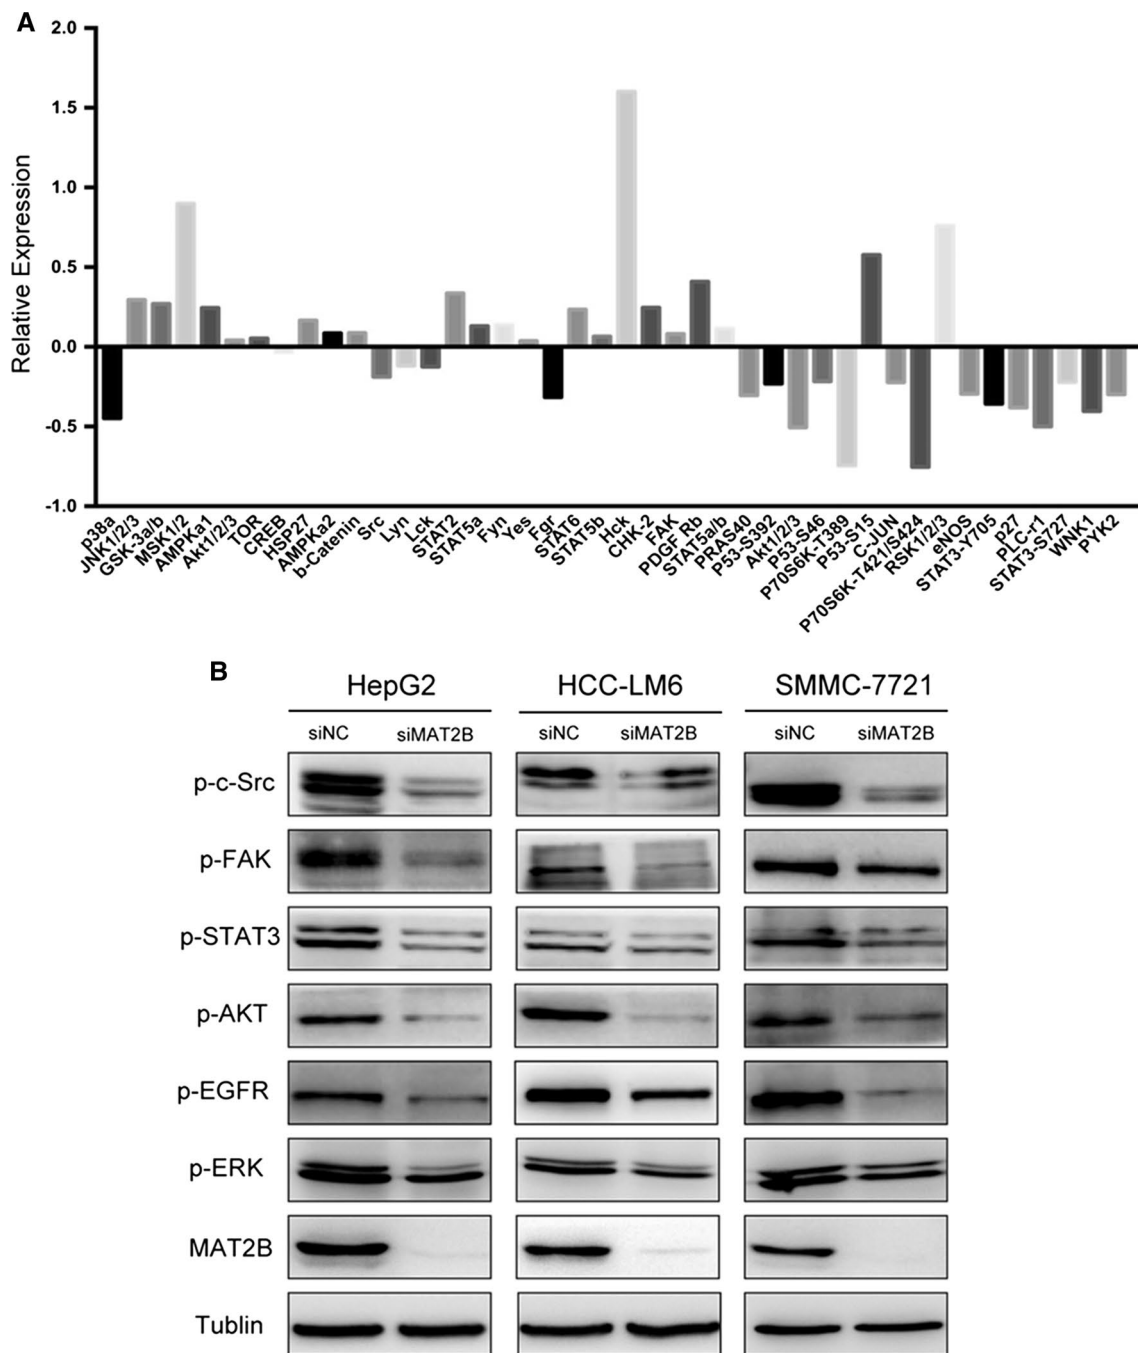 A
2.0
1.5
1.0
0.5
0.0
-0.5
-1.0
Relative Expression
p38a
JNK1/2/3
GSK-3a/b
MSK1/2
AMPKa1
Akt1/2/3
TOR
CREB
HSP27
AMPKa2
b-Catenin
Src
Lyn
Lck
STAT2
STAT5a
Fyn
Yes
Fgr
STAT6
STAT5b
Hck
CHK-2
FAK
PDGF Rb
STAT5a/b
PRAS40
P53-S392
Akt1/2/3
P53-S46
P70S6K-T389
P53-S15
C-JUN
P70S6K-T421/S424
RSK1/2/3
eNOS
STAT3-Y705
p27
PLC-r1
STAT3-S727
WNK1
PYK2
B
HepG2 HCC-LM6 SMMC-7721
siNC siMAT2B siNC siMAT2B siNC siMAT2B
p-c-Src
p-FAK
p-STAT3
p-AKT
p-EGFR
p-ERK
MAT2B
Tublin